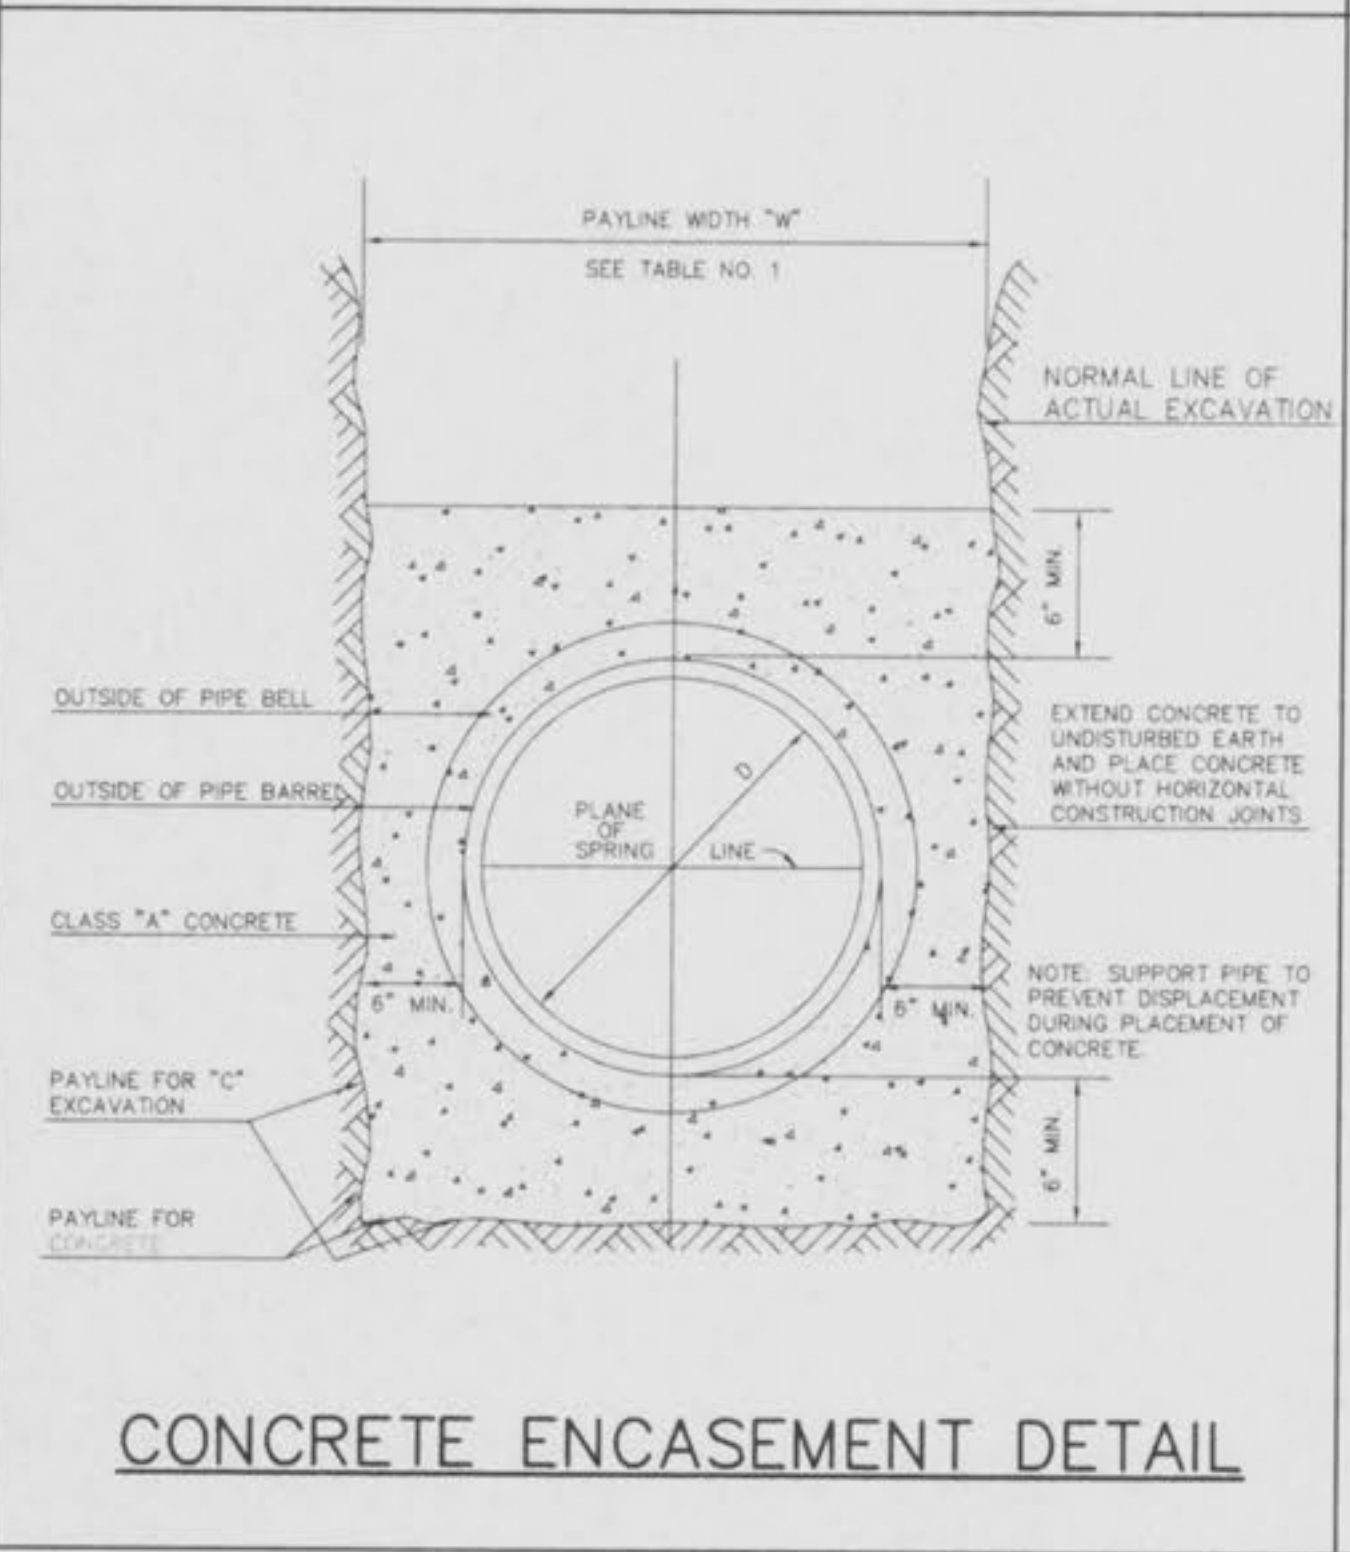 PAYLINE WIDTH "W"
SEE TABLE NO. 1
NORMAL LINE OF
ACTUAL EXCAVATION
6" MIN.
OUTSIDE OF PIPE BELL
EXTEND CONCRETE TO
UNDISTURBED EARTH
AND PLACE CONCRETE
WITHOUT HORIZONTAL
CONSTRUCTION JOINTS
OUTSIDE OF PIPE BARREL
D
PLANE
OF
SPRING LINE
CLASS "A" CONCRETE
6" MIN.
6" MIN.
NOTE: SUPPORT PIPE TO
PREVENT DISPLACEMENT
DURING PLACEMENT OF
CONCRETE.
PAYLINE FOR "C"
EXCAVATION
6" MIN.
PAYLINE FOR
CONCRETE
CONCRETE ENCASEMENT DETAIL